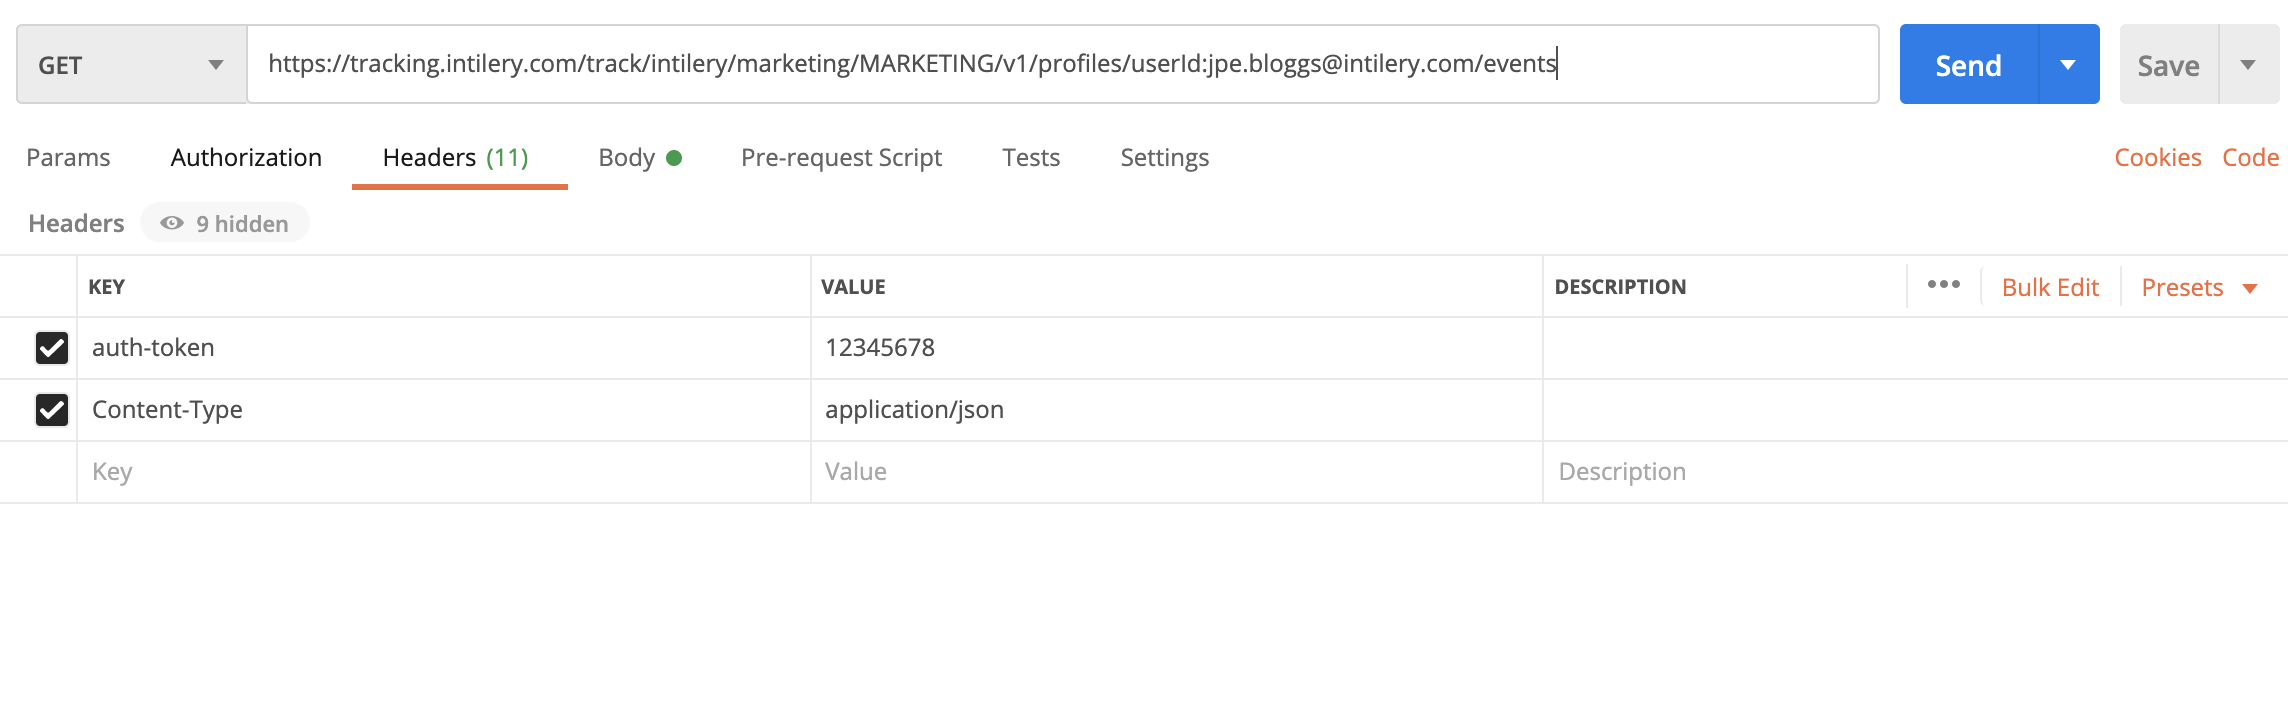 GET https://tracking.intilery.com/track/intilery/marketing/MARKETING/v1/profiles/userId:jpe.bloggs@intilery.com/events Send Save
Params Authorization Headers (11) Body Pre-request Script Tests Settings Cookies Code
Headers 9 hidden
KEY VALUE DESCRIPTION ••• Bulk Edit Presets
auth-token 12345678
Content-Type application/json
Key Value Description